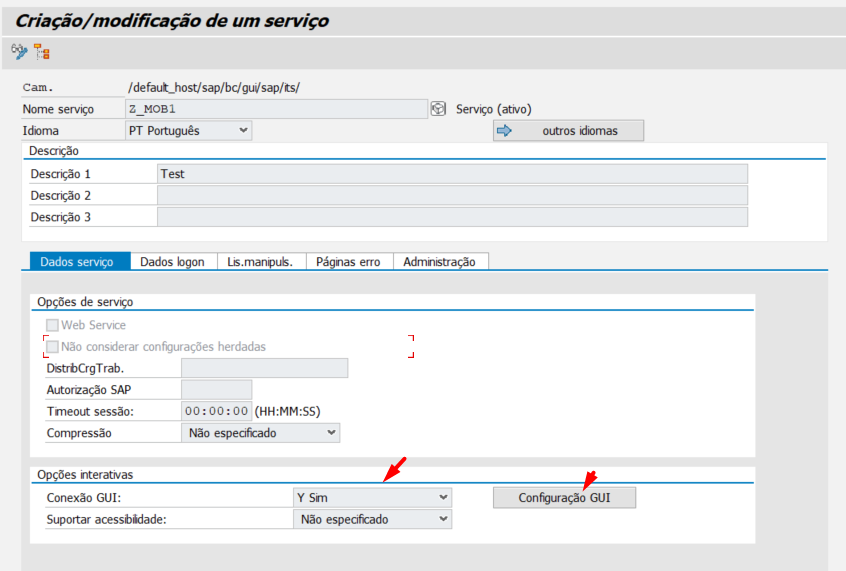 Criação/modificação de um serviço
Cam. /default_host/sap/bc/gui/sap/its/
Nome serviço Z_MOB1 Serviço (ativo)
Idioma PT Português outros idiomas
Descrição
Descrição 1 Test
Descrição 2
Descrição 3
Dados serviço Dados logon Lis.manipuls. Páginas erro Administração
Opções de serviço
Web Service
Não considerar configurações herdadas
DistribCrgTrab.
Autorização SAP
Timeout sessão: 00:00:00 (HH:MM:SS)
Compressão Não especificado
Opções interativas
Conexão GUI: Y Sim Configuração GUI
Suportar acessibilidade: Não especificado